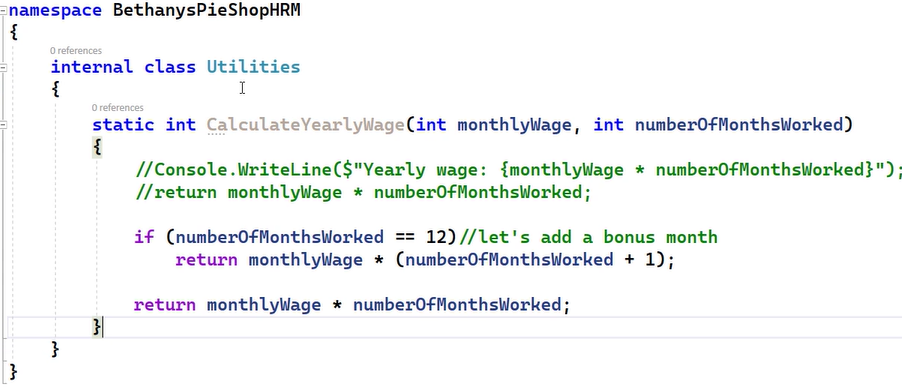 namespace BethanysPieShopHRM
{
0 references
internal class Utilities
{
0 references
static int CalculateYearlyWage(int monthlyWage, int numberOfMonthsWorked)
{
//Console.WriteLine($"Yearly wage: {monthlyWage * numberOfMonthsWorked}");
//return monthlyWage * numberOfMonthsWorked;
if (numberOfMonthsWorked == 12)//let's add a bonus month
return monthlyWage * (numberOfMonthsWorked + 1);
return monthlyWage * numberOfMonthsWorked;
}
}
}